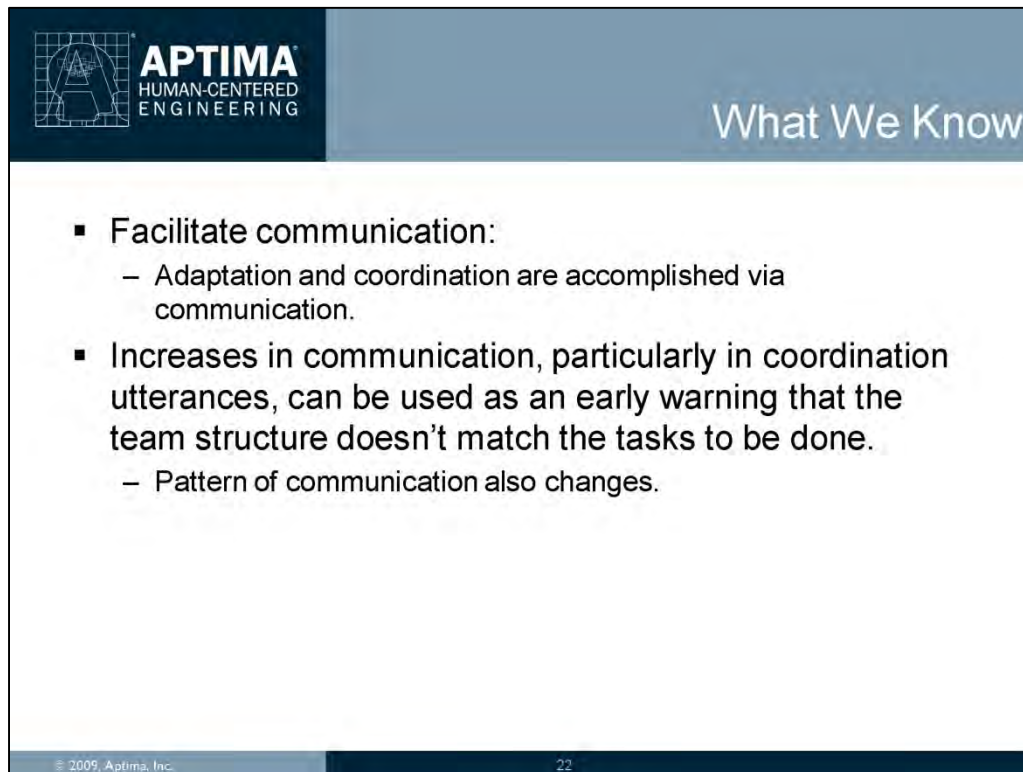 APTIMA®
HUMAN-CENTERED
ENGINEERING
What We Know
▪ Facilitate communication:
– Adaptation and coordination are accomplished via
communication.
▪ Increases in communication, particularly in coordination
utterances, can be used as an early warning that the
team structure doesn't match the tasks to be done.
– Pattern of communication also changes.
© 2009, Aptima, Inc.
22